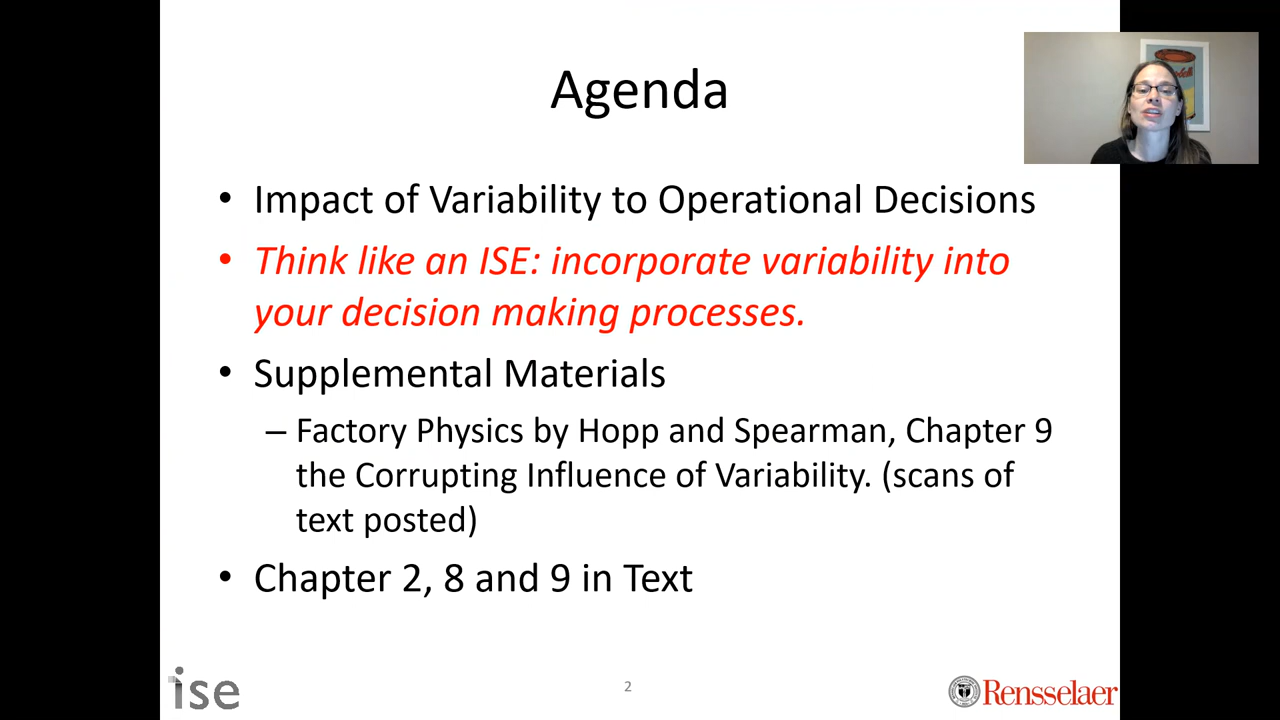 Agenda
• Impact of Variability to Operational Decisions
• Think like an ISE: incorporate variability into
your decision making processes.
• Supplemental Materials
– Factory Physics by Hopp and Spearman, Chapter 9
the Corrupting Influence of Variability. (scans of
text posted)
• Chapter 2, 8 and 9 in Text
ise
2
Rensselaer